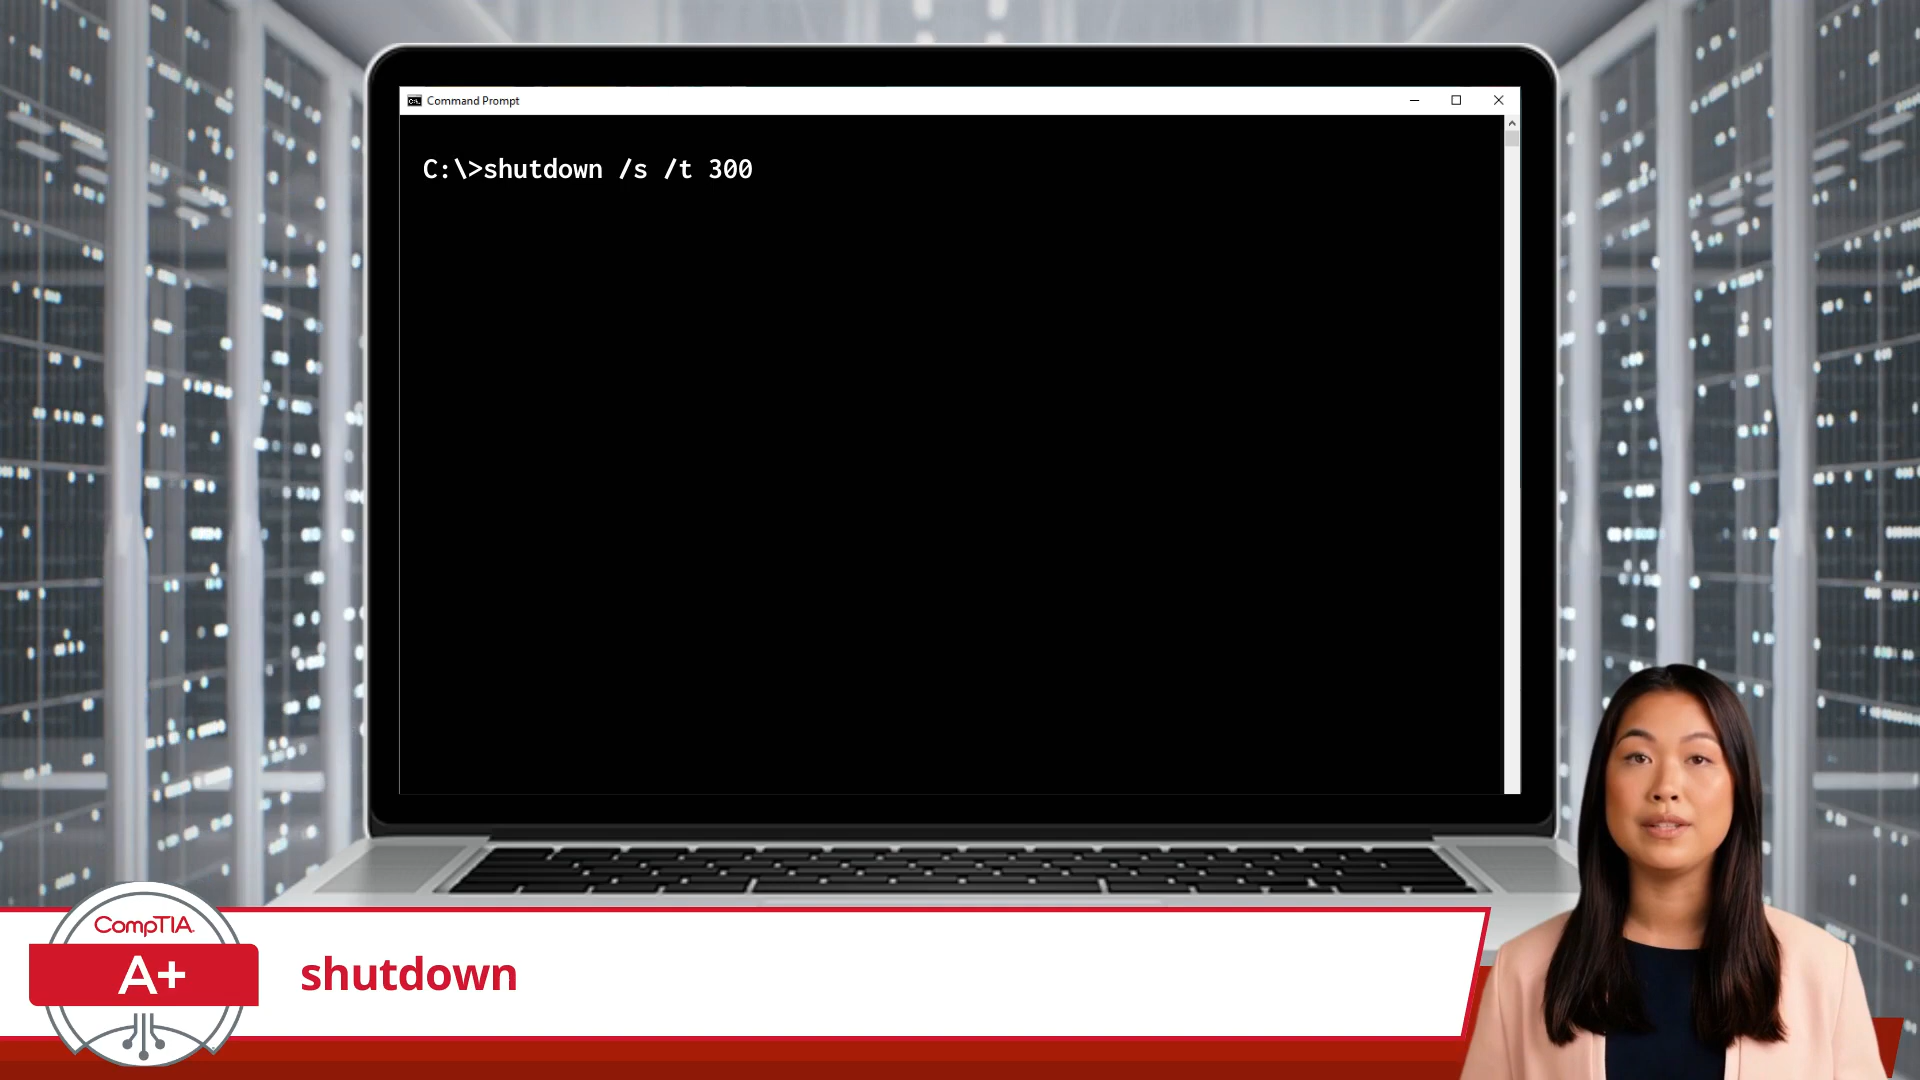 Command Prompt
C:\>shutdown /s /t 300
CompTIA.
A+
shutdown